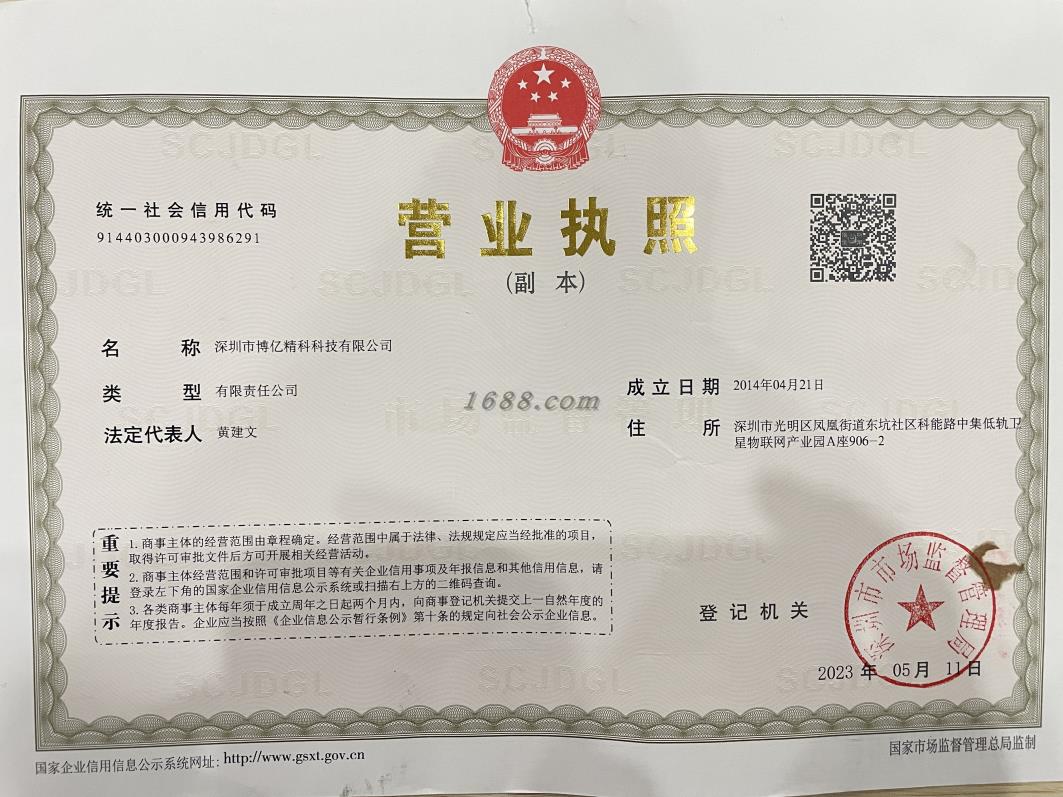 统一社会信用代码
914403000943986291
营业执照
(副 本)
名 称 深圳市博亿精科科技有限公司
类 型 有限责任公司
法定代表人 黄建文
成立日期 2014年04月21日
住 所 深圳市光明区凤凰街道东坑社区科能路中集低轨卫
星物联网产业园A座906-2
1688.com
重要提示
1. 商事主体的经营范围由章程确定。经营范围中属于法律、法规规定应当经批准的项目，
取得许可审批文件后方可开展相关经营活动。
2. 商事主体经营范围和许可审批项目等有关企业信用事项及年报信息和其他信用信息，请
登录左下角的国家企业信用信息公示系统或扫描右上方的二维码查询。
3. 各类商事主体每年须于成立周年之日起两个月内，向商事登记机关提交上一自然年度的
年度报告。企业应当按照《企业信息公示暂行条例》第十条的规定向社会公示企业信息。
登记机关
深圳市市场监督管理局
2023 年 05 月 11 日
国家企业信用信息公示系统网址: http://www.gsxt.gov.cn
国家市场监督管理总局监制
SCJDGL
市场监督管理